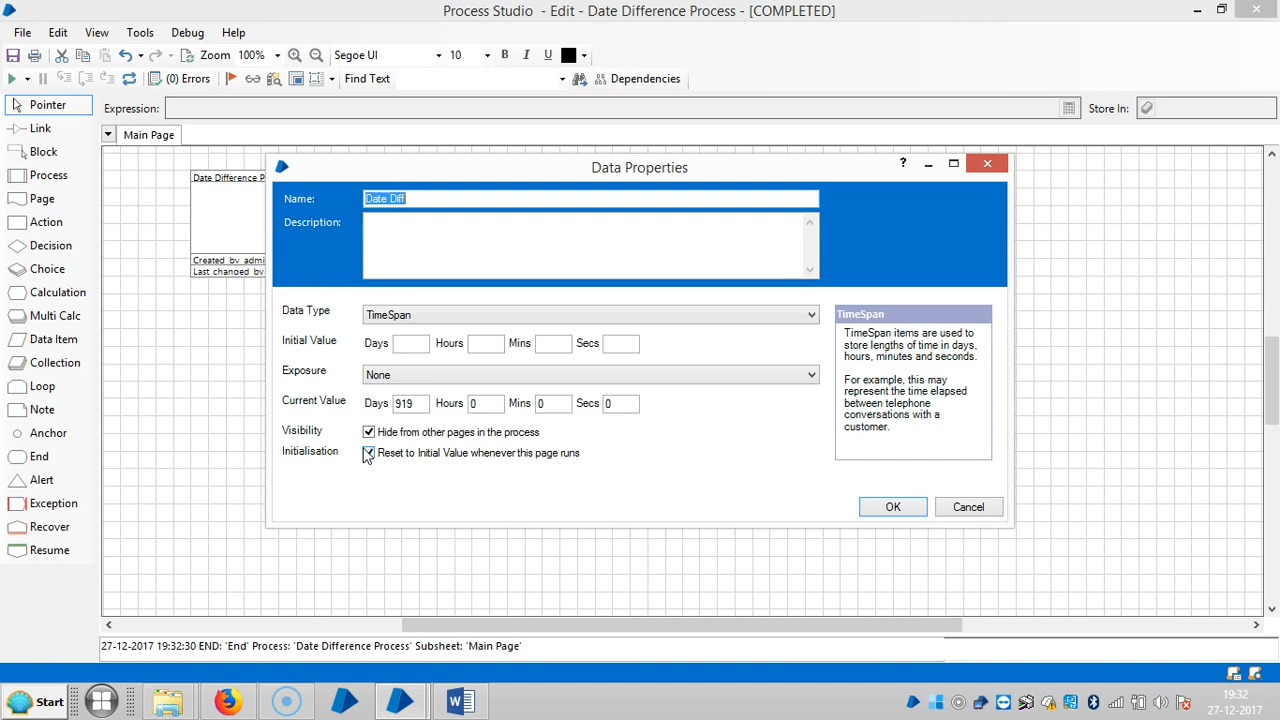 Process Studio - Edit - Date Difference Process - [COMPLETED]
File Edit View Tools Debug Help
Zoom 100% Segoe UI 10 B I U
(0) Errors Find Text Dependencies
Pointer Expression: Store In:
Link
Main Page
Block
Process
Page
Action
Decision
Choice
Calculation
Multi Calc
Data Item
Collection
Loop
Note
Anchor
End
Alert
Exception
Recover
Resume
Date Difference P
Created by admi
Last changed by
Data Properties
?
Name: Date Diff
Description:
Data Type TimeSpan
Initial Value Days Hours Mins Secs
Exposure None
Current Value Days 919 Hours 0 Mins 0 Secs 0
Visibility Hide from other pages in the process
Initialisation Reset to Initial Value whenever this page runs
TimeSpan
TimeSpan items are used to
store lengths of time in days,
hours, minutes and seconds.
For example, this may
represent the time elapsed
between telephone
conversations with a
customer.
OK Cancel
27-12-2017 19:32:30 END: 'End' Process: 'Date Difference Process' Subsheet: 'Main Page'
Start
19:32
27-12-2017